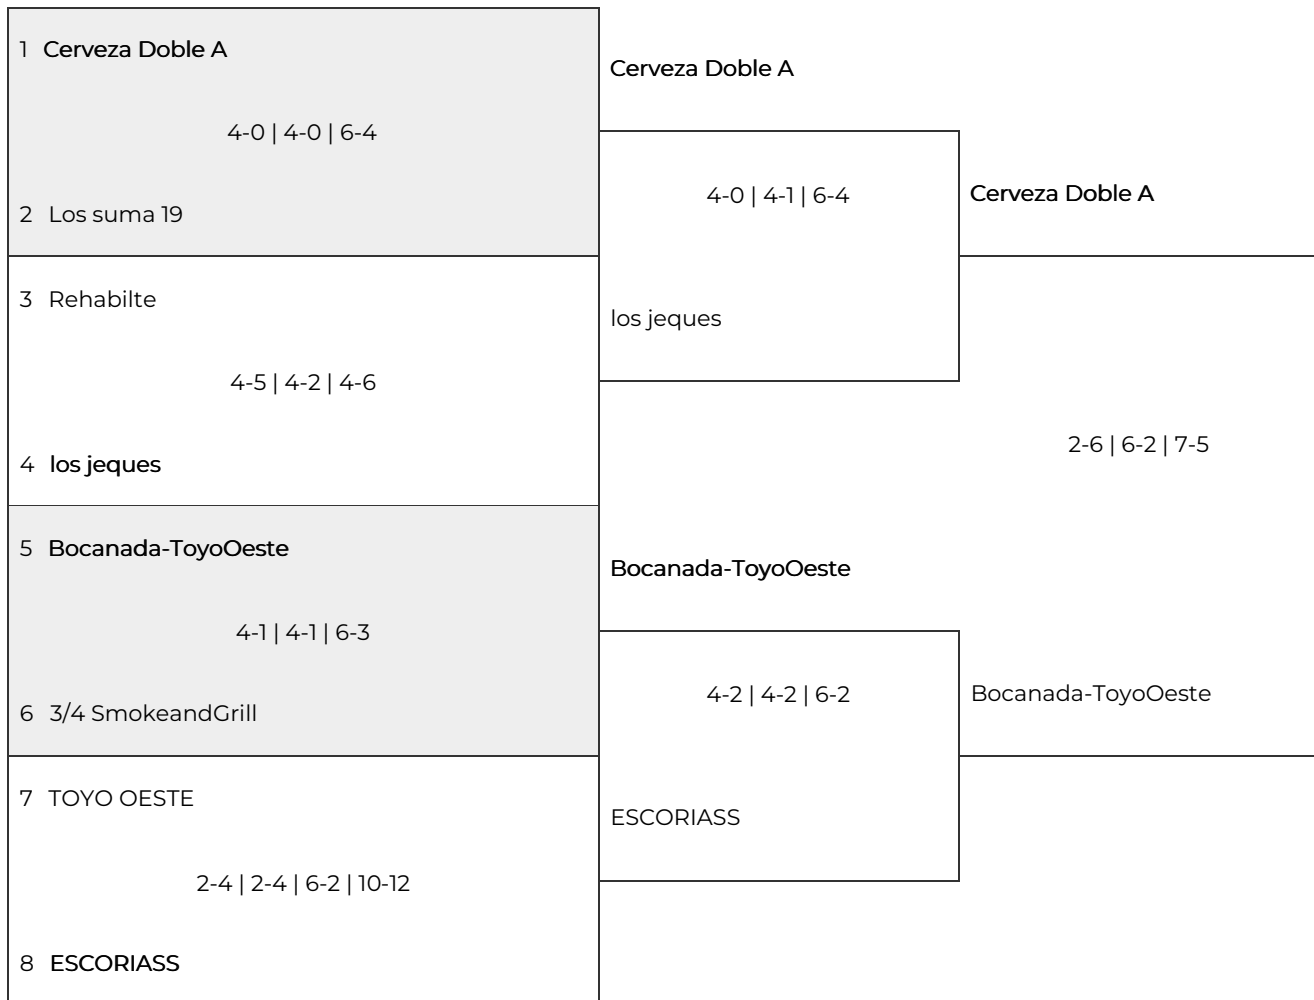 1 Cerveza Doble A
4-0 | 4-0 | 6-4
2 Los suma 19
3 Rehabilte
4-5 | 4-2 | 4-6
4 los jeques
5 Bocanada-ToyoOeste
4-1 | 4-1 | 6-3
6 3/4 SmokeandGrill
7 TOYO OESTE
2-4 | 2-4 | 6-2 | 10-12
8 ESCORIASS
Cerveza Doble A
4-0 | 4-1 | 6-4
los jeques
Bocanada-ToyoOeste
4-2 | 4-2 | 6-2
ESCORIASS
Cerveza Doble A
2-6 | 6-2 | 7-5
Bocanada-ToyoOeste